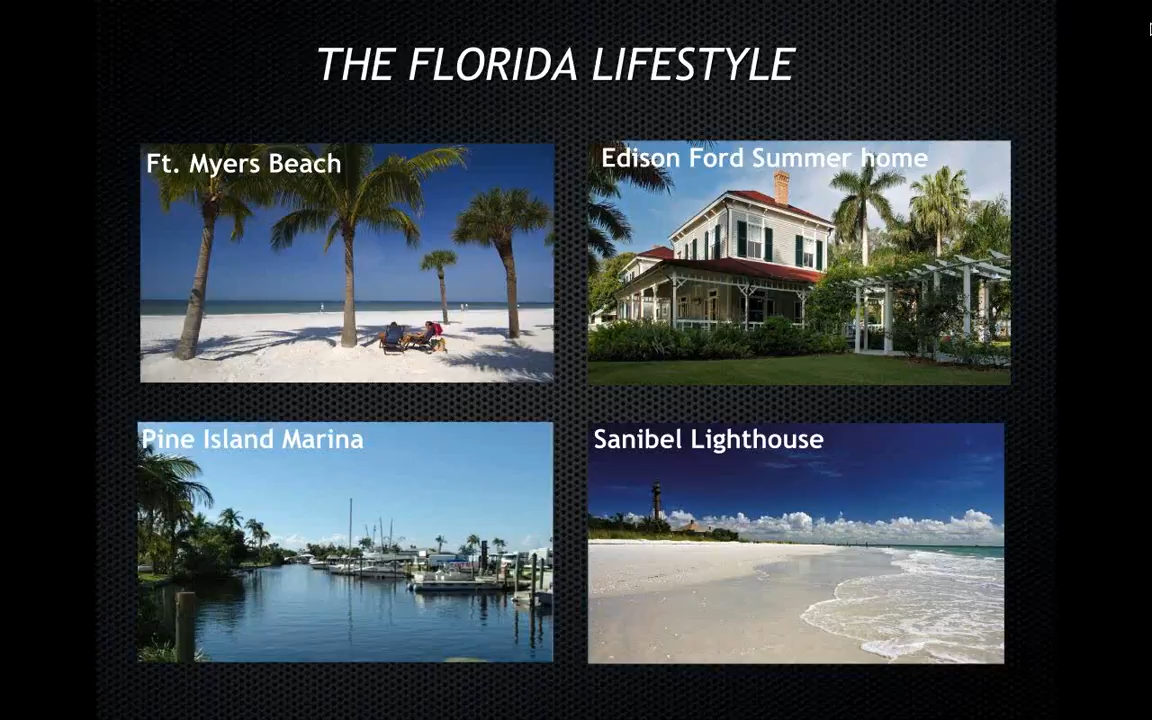 THE FLORIDA LIFESTYLE
Ft. Myers Beach
Edison Ford Summer home
Pine Island Marina
Sanibel Lighthouse